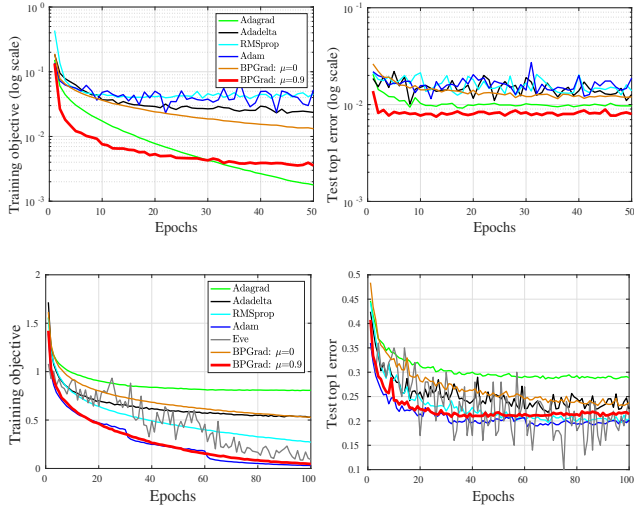 Training objective (log scale)
10^0
10^-1
10^-2
10^-3
0 10 20 30 40 50
Epochs
Adagrad
Adadelta
RMSprop
Adam
BPGrad: μ=0
BPGrad: μ=0.9
Test top1 error (log scale)
10^-1
10^-2
10^-3
0 10 20 30 40 50
Epochs
Training objective
2
1.5
1
0.5
0
0 20 40 60 80 100
Epochs
Adagrad
Adadelta
RMSprop
Adam
Eve
BPGrad: μ=0
BPGrad: μ=0.9
Test top1 error
0.5
0.45
0.4
0.35
0.3
0.25
0.2
0.15
0.1
0 20 40 60 80 100
Epochs